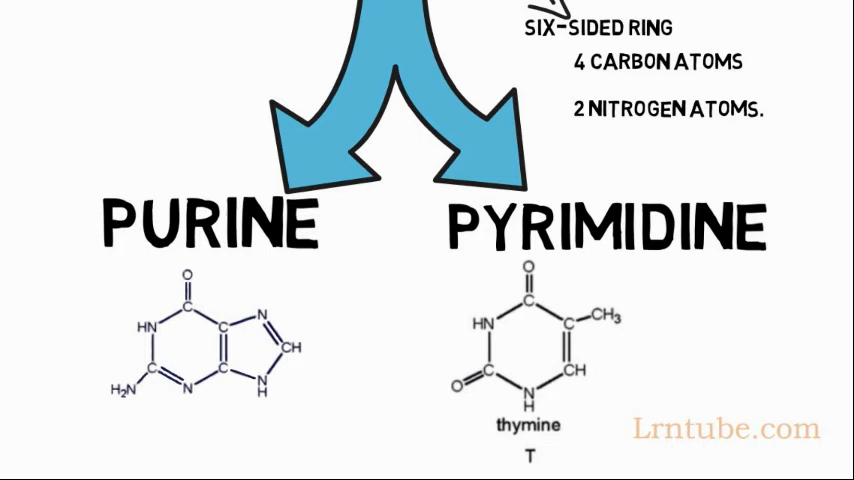 SIX-SIDED RING
4 CARBON ATOMS
2 NITROGEN ATOMS.
PURINE
PYRIMIDINE
O
C
HN
C
N
CH
C
C
H₂N
N
N
H
O
C
HN
C
CH₃
O
C
CH
N
H
thymine
T
Lrntube.com